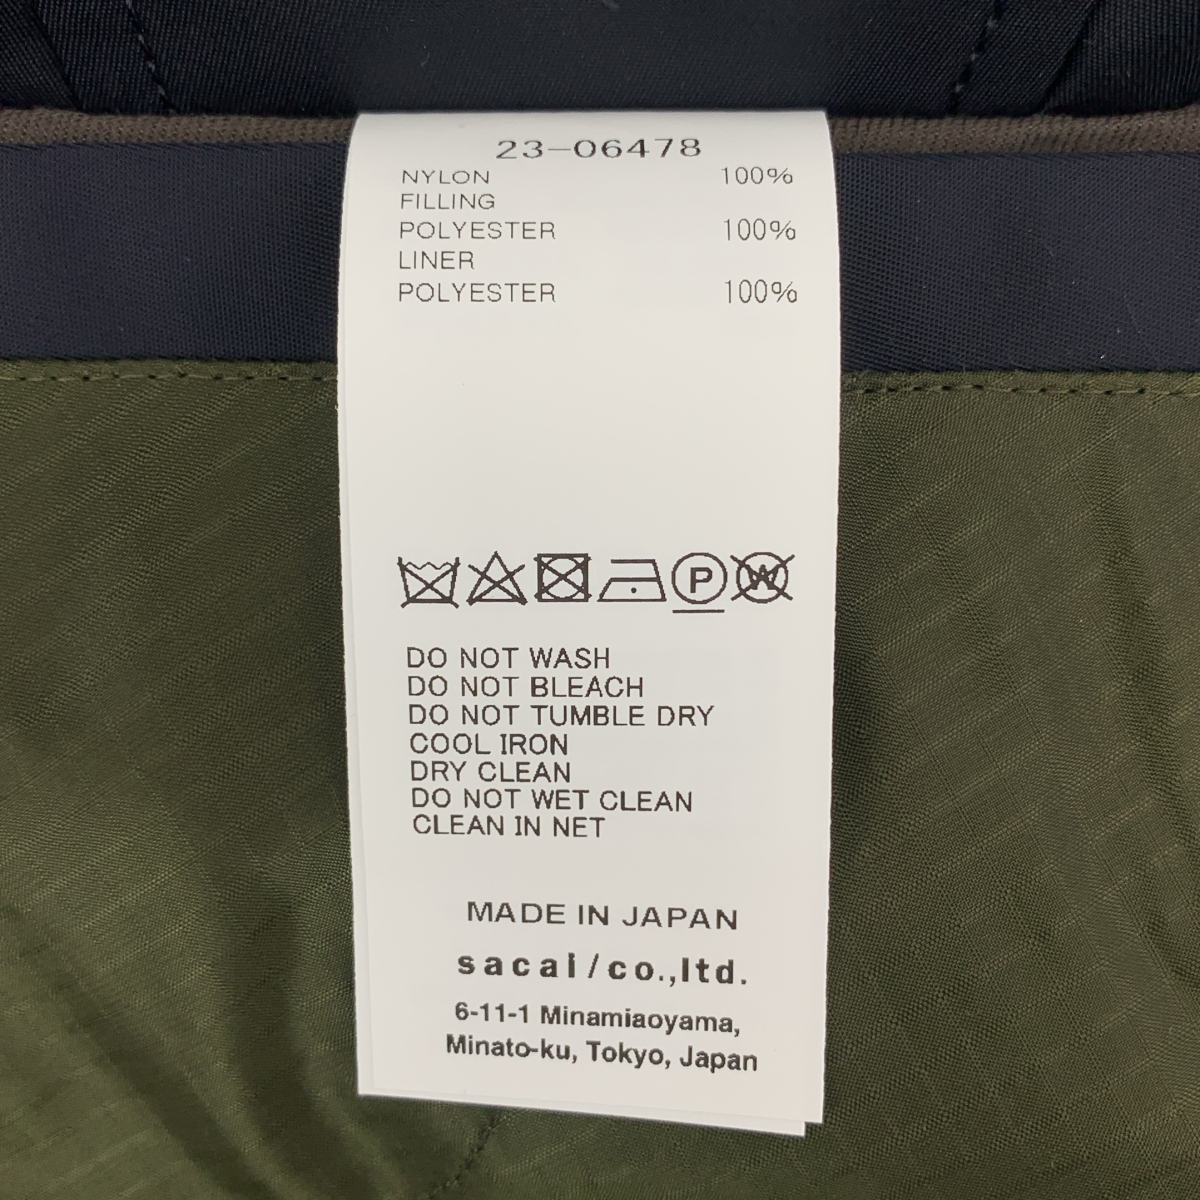 23-06478
NYLON 100%
FILLING
POLYESTER 100%
LINER
POLYESTER 100%
P W
DO NOT WASH
DO NOT BLEACH
DO NOT TUMBLE DRY
COOL IRON
DRY CLEAN
DO NOT WET CLEAN
CLEAN IN NET
MADE IN JAPAN
sacai/co.,ltd.
6-11-1 Minamiaoyama,
Minato-ku, Tokyo, Japan